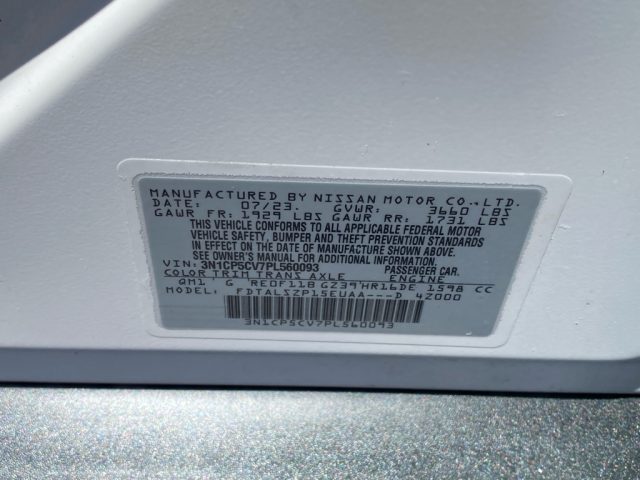 MANUFACTURED BY NISSAN MOTOR CO., LTD.
DATE: 07/23. GVWR: 3660 LBS
GAWR FR: 1929 LBS GAWR RR: 1731 LBS
THIS VEHICLE CONFORMS TO ALL APPLICABLE FEDERAL MOTOR
VEHICLE SAFETY, BUMPER AND THEFT PREVENTION STANDARDS
IN EFFECT ON THE DATE OF MANUFACTURE SHOWN ABOVE.
SEE OWNER'S MANUAL FOR ADDITIONAL INFORMATION.
VIN: 3N1CP5CV7PL560093 PASSENGER CAR.
COLOR TRIM TRANS AXLE ENGINE
QM1 G RE0F11B GZ39 HR16DE 1598 CC
MODEL: FDTALSZP15EUAA---D 42000
3N1CP5CV7PL560093